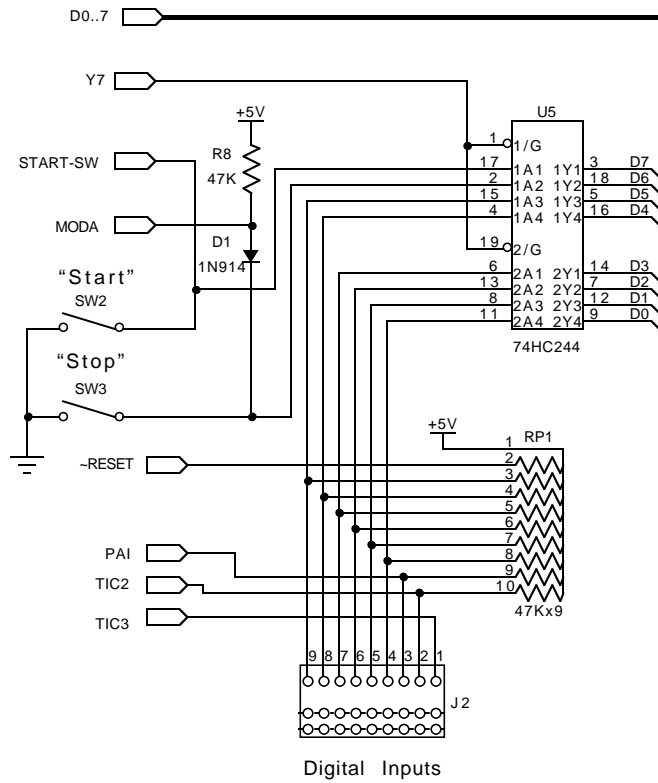 D0..7
Y7
+5V
U5
1 1/G
START-SW
R8
47K
17 1A1 1Y1 3 D7
2 1A2 1Y2 18 D6
15 1A3 1Y3 5 D5
4 1A4 1Y4 16 D4
MODA
D1
1N914
19 2/G
6 2A1 2Y1 14 D3
13 2A2 2Y2 7 D2
8 2A3 2Y3 12 D1
11 2A4 2Y4 9 D0
74HC244
“Start”
SW2
“Stop”
SW3
+5V
RP1
1
~RESET
2
3
4
5
6
7
8
9
10
47Kx9
PAI
TIC2
TIC3
9 8 7 6 5 4 3 2 1
J2
Digital Inputs